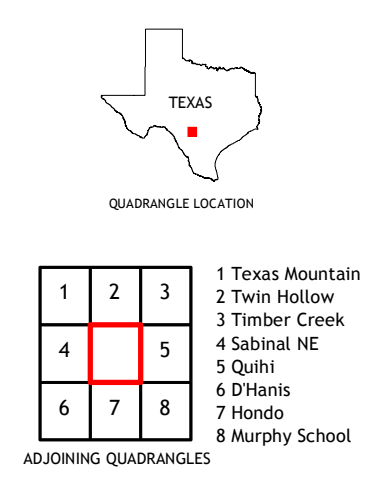 TEXAS
QUADRANGLE LOCATION
1 2 3
4 5
6 7 8
1 Texas Mountain
2 Twin Hollow
3 Timber Creek
4 Sabinal NE
5 Quihi
6 D'Hanis
7 Hondo
8 Murphy School
ADJOINING QUADRANGLES